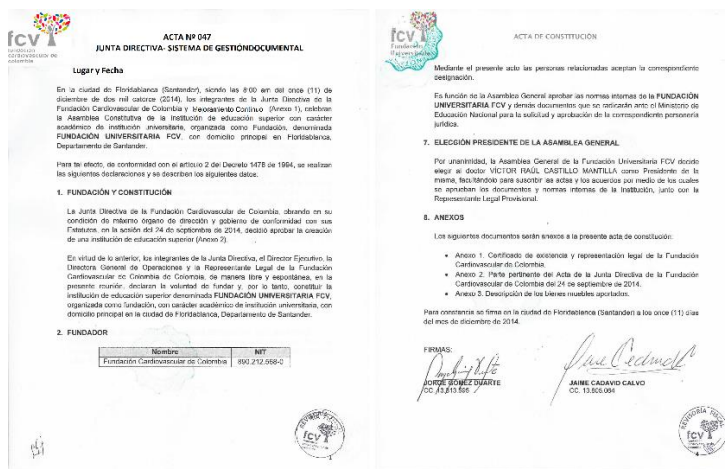 fcv
fundación
cardiovascular de
colombia
ACTA Nº 047
JUNTA DIRECTIVA- SISTEMA DE GESTIÓNDOCUMENTAL
Lugar y Fecha
En la ciudad de Floridablanca (Santander), siendo las 8:00 am del once (11) de
diciembre de dos mil catorce (2014), los integrantes de la Junta Directiva de la
Fundación Cardiovascular de Colombia y Mejoramiento Continuo (Anexo 1), celebran
la Asamblea Constitutiva de la institución de educación superior con carácter
académico de institución universitaria, organizada como Fundación, denominada
FUNDACIÓN UNIVERSITARIA FCV, con domicilio principal en Floridablanca,
Departamento de Santander.
Para tal efecto, de conformidad con el artículo 2 del Decreto 1478 de 1994, se realizan
las siguientes declaraciones y se describen los siguientes datos.
1. FUNDACIÓN Y CONSTITUCIÓN
La Junta Directiva de la Fundación Cardiovascular de Colombia, obrando en su
condición de máximo órgano de dirección y gobierno de conformidad con sus
Estatutos, en la sesión del 24 de septiembre de 2014, decidió aprobar la creación
de una institución de educación superior (Anexo 2).
En virtud de lo anterior, los integrantes de la Junta Directiva, el Director Ejecutivo, la
Directora General de Operaciones y la Representante Legal de la Fundación
Cardiovascular de Colombia, de manera libre y espontánea, en la
presente reunión, declaran la voluntad de fundar y, por lo tanto, constituir la
institución de educación superior denominada FUNDACIÓN UNIVERSITARIA FCV,
organizada como fundación, con carácter académico de institución universitaria, con
domicilio principal en la ciudad de Floridablanca, Departamento de Santander.
2. FUNDADOR
Nombre NIT
Fundación Cardiovascular de Colombia 890.212.568-0
REVISORÍA FISCAL
fcv
1
fcv
Fundación
ACTA DE CONSTITUCIÓN
Mediante el presente acto las personas relacionadas aceptan la correspondiente
designación.
Es función de la Asamblea General aprobar las normas internas de la FUNDACIÓN
UNIVERSITARIA FCV y demás documentos que se radicarán ante el Ministerio de
Educación Nacional para la solicitud y aprobación de la correspondiente personería
jurídica.
7. ELECCIÓN PRESIDENTE DE LA ASAMBLEA GENERAL
Por unanimidad, la Asamblea General de la Fundación Universitaria FCV decide
elegir al doctor VÍCTOR RAÚL CASTILLO MANTILLA como Presidente de la
misma, facultándolo para suscribir las actas y los acuerdos por medio de los cuales
se aprueban los documentos y normas internas de la Institución, junto con la
Representante Legal Provisional.
8. ANEXOS
Los siguientes documentos serán anexos a la presente acta de constitución:
• Anexo 1. Certificado de existencia y representación legal de la Fundación
Cardiovascular de Colombia.
• Anexo 2. Parte pertinente del Acta de la Junta Directiva de la Fundación
Cardiovascular de Colombia del 24 de septiembre de 2014.
• Anexo 3. Descripción de los bienes muebles aportados.
Para constancia se firma en la ciudad de Floridablanca (Santander) a los once (11) días
del mes de diciembre de 2014.
FIRMAS:
JORGE GÓMEZ DUARTE
CC. 13,813,595
JAIME CADAVID CALVO
CC. 13,806,064
REVISORÍA FISCAL
fcv
4